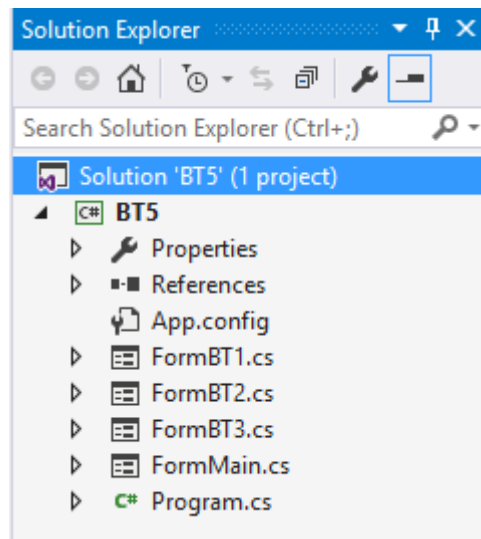 Solution Explorer
Search Solution Explorer (Ctrl+;)
Solution 'BT5' (1 project)
C# BT5
Properties
References
App.config
FormBT1.cs
FormBT2.cs
FormBT3.cs
FormMain.cs
C# Program.cs